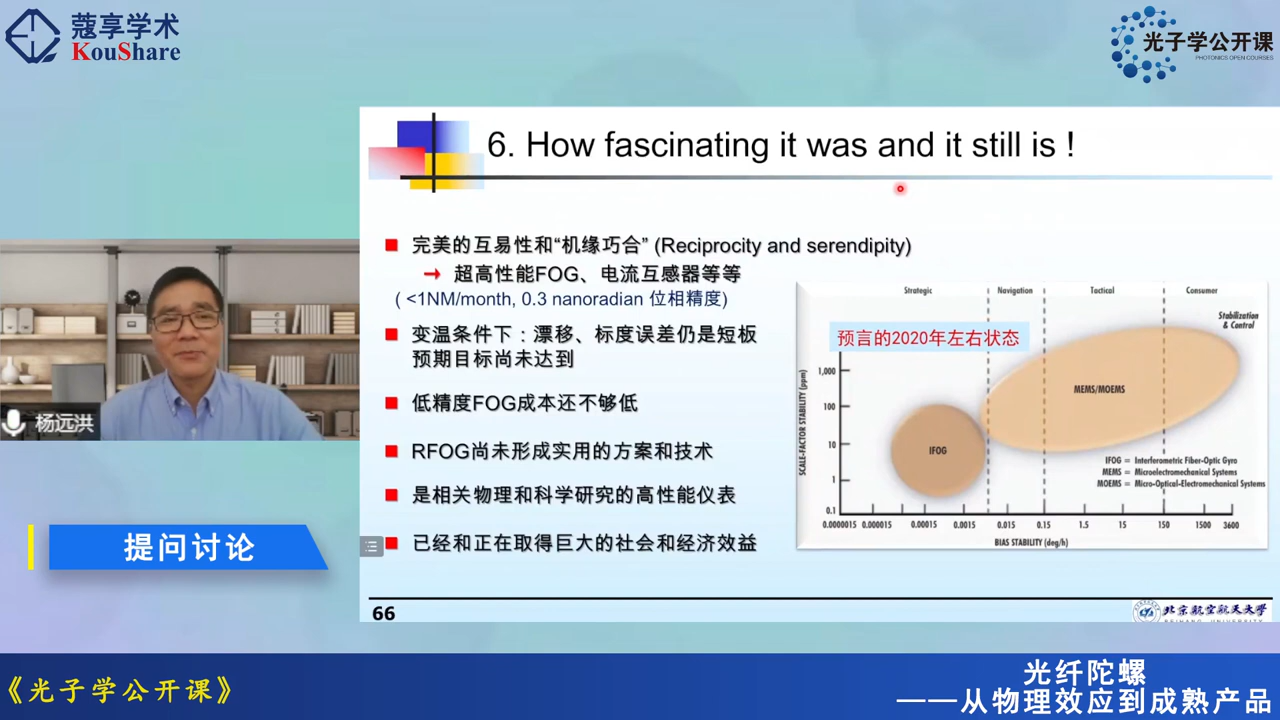 蔻享学术
KouShare
光子学公开课
PHOTONICS OPEN COURSES
6. How fascinating it was and it still is !
完美的互易性和“机缘巧合” (Reciprocity and serendipity)
→ 超高性能FOG、电流互感器等等
( <1NM/month, 0.3 nanoradian 位相精度)
变温条件下：漂移、标度误差仍是短板
预期目标尚未达到
低精度FOG成本还不够低
RFOG尚未形成实用的方案和技术
是相关物理和科学研究的高性能仪表
已经和正在取得巨大的社会和经济效益
Strategic Navigation Tactical Consumer
Stabilization
& Control
预言的2020年左右状态
SCALE-FACTOR STABILITY (ppm)
1,000
100
10
1
0.1
MEMS/MOEMS
IFOG
IFOG = Interferometric Fiber-Optic Gyro
MEMS = Microelectromechanical Systems
MOEMS = Micro-Optical-Electromechanical Systems
0.0000015 0.000015 0.00015 0.0015 0.015 0.15 1.5 15 150 1500 3600
BIAS STABILITY (deg/h)
66
北京航空航天大学
BEIHANG UNIVERSITY
杨远洪
提问讨论
《光子学公开课》
光纤陀螺
——从物理效应到成熟产品